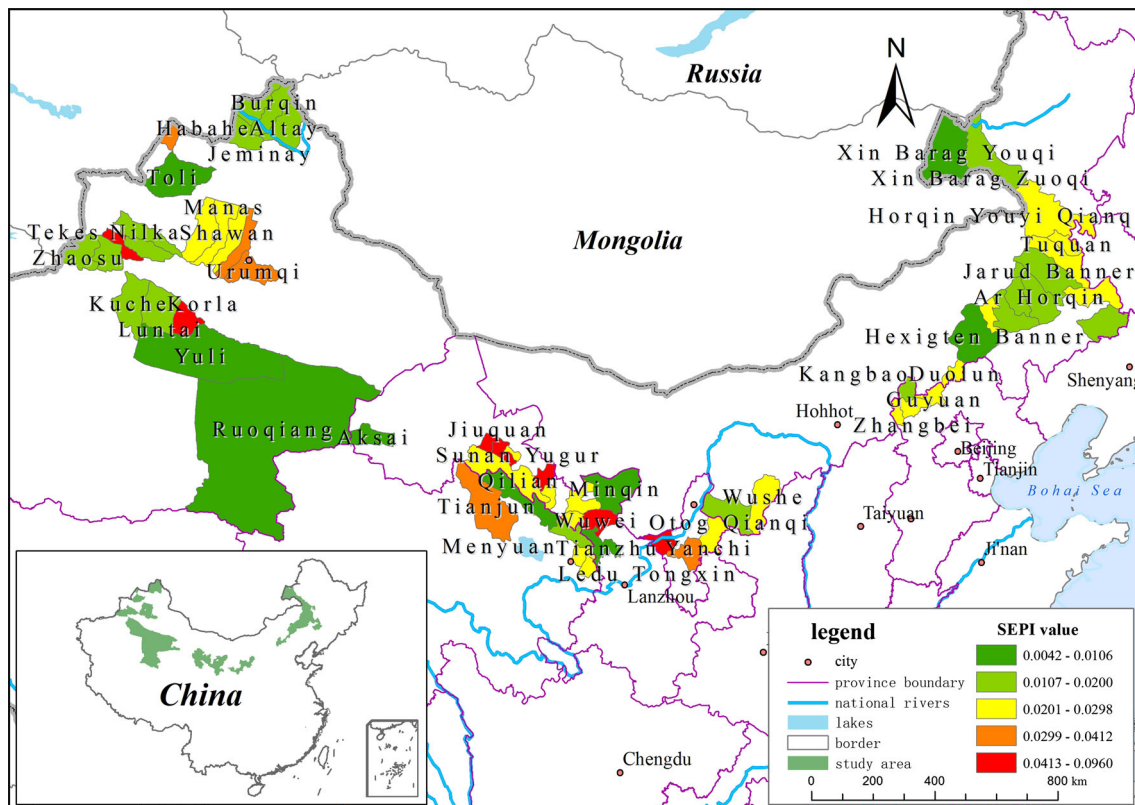 Russia
N
Burqin
Habahe Altay
Jeminay
Toli
Xin Barag Youqi
Xin Barag Zuoqi
Manas
Tekes Nilka Shawan
Zhaosu
Urumqi
Mongolia
Horqin Youyi Qianq
Tuquan
Jarud Banner
Ar Horqin
Kuche Korla
Luntai
Yuli
Hexigten Banner
Kangbao Duolun
Shenyang
Guyuan
Hohhot
Zhangbei
Ruoqiang Aksai
Jiuquan
Beijing
Tianjin
Sunan Yugur
Qilian
Minqin
Bohai Sea
Tianjun
Wushe
Wuwei
Otog Qianqi
Taiyuan
Menyuan
Tianzhu Yanchi
Ji'nan
Ledu Tongxin
Lanzhou
China
Chengdu
legend
city
province boundary
national rivers
lakes
border
study area
SEPI value
0.0042 - 0.0106
0.0107 - 0.0200
0.0201 - 0.0298
0.0299 - 0.0412
0.0413 - 0.0960
0 200 400 800 km